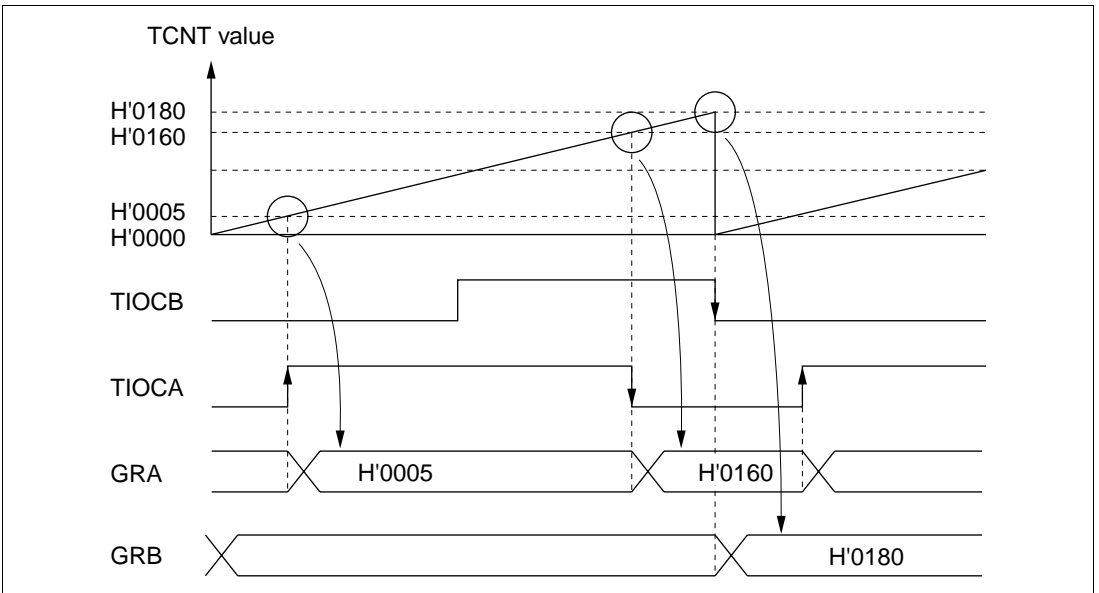 TCNT value
H'0180
H'0160
H'0005
H'0000
TIOCB
TIOCA
GRA
H'0005
H'0160
GRB
H'0180